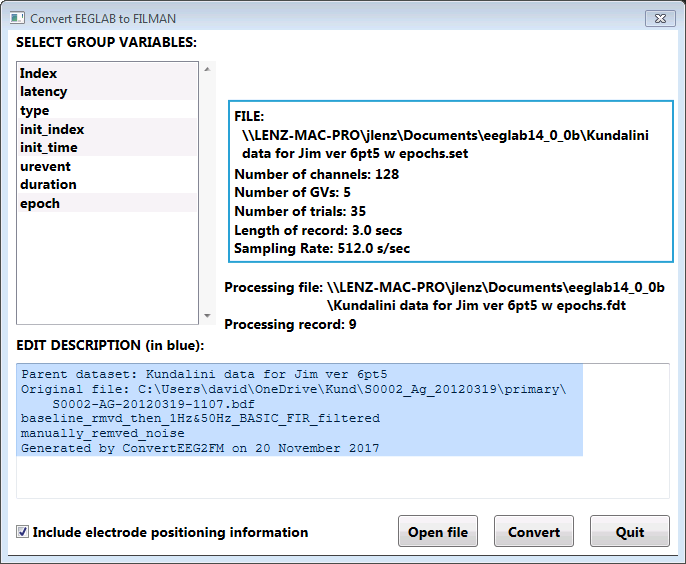 Convert EEGLAB to FILMAN
SELECT GROUP VARIABLES:
Index
latency
type
init_index
init_time
urevent
duration
epoch
FILE:
\\LENZ-MAC-PRO\jlenz\Documents\eeglab14_0_0b\Kundalini
data for Jim ver 6pt5 w epochs.set
Number of channels: 128
Number of GVs: 5
Number of trials: 35
Length of record: 3.0 secs
Sampling Rate: 512.0 s/sec
Processing file: \\LENZ-MAC-PRO\jlenz\Documents\eeglab14_0_0b
\Kundalini data for Jim ver 6pt5 w epochs.fdt
Processing record: 9
EDIT DESCRIPTION (in blue):
Parent dataset: Kundalini data for Jim ver 6pt5
Original file: C:\Users\david\OneDrive\Kund\S0002_Ag_20120319\primary\
S0002-AG-20120319-1107.bdf
baseline_rmvd_then_1Hz&50Hz_BASIC_FIR_filtered
manually_remved_noise
Generated by ConvertEEG2FM on 20 November 2017
Include electrode positioning information
Open file
Convert
Quit